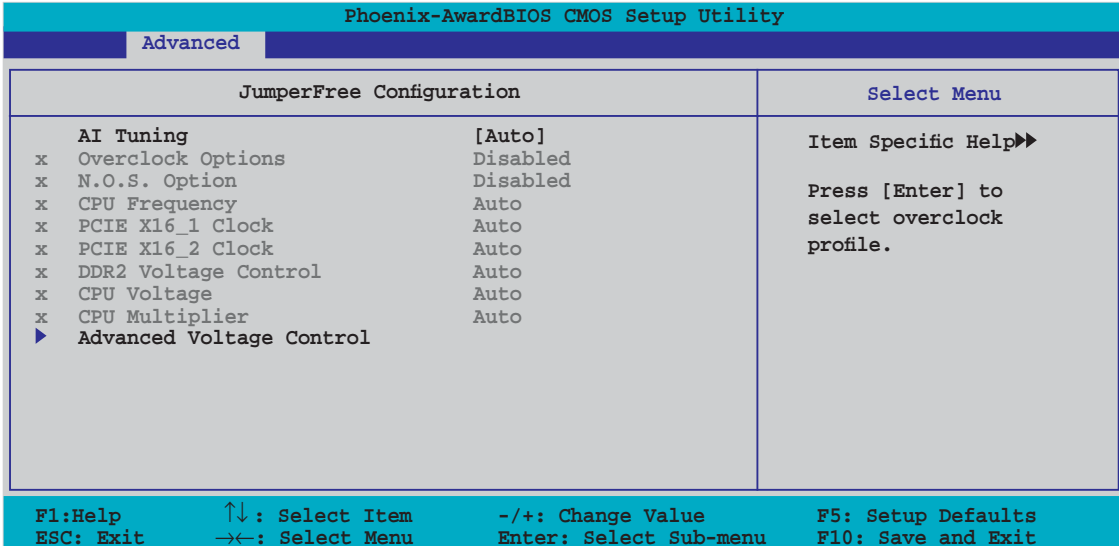 Phoenix-AwardBIOS CMOS Setup Utility
Advanced
JumperFree Configuration
Select Menu
AI Tuning [Auto]
x Overclock Options Disabled
x N.O.S. Option Disabled
x CPU Frequency Auto
x PCIE X16_1 Clock Auto
x PCIE X16_2 Clock Auto
x DDR2 Voltage Control Auto
x CPU Voltage Auto
x CPU Multiplier Auto
Advanced Voltage Control
Item Specific Help
Press [Enter] to
select overclock
profile.
F1:Help ↑↓: Select Item -/+: Change Value F5: Setup Defaults
ESC: Exit →←: Select Menu Enter: Select Sub-menu F10: Save and Exit